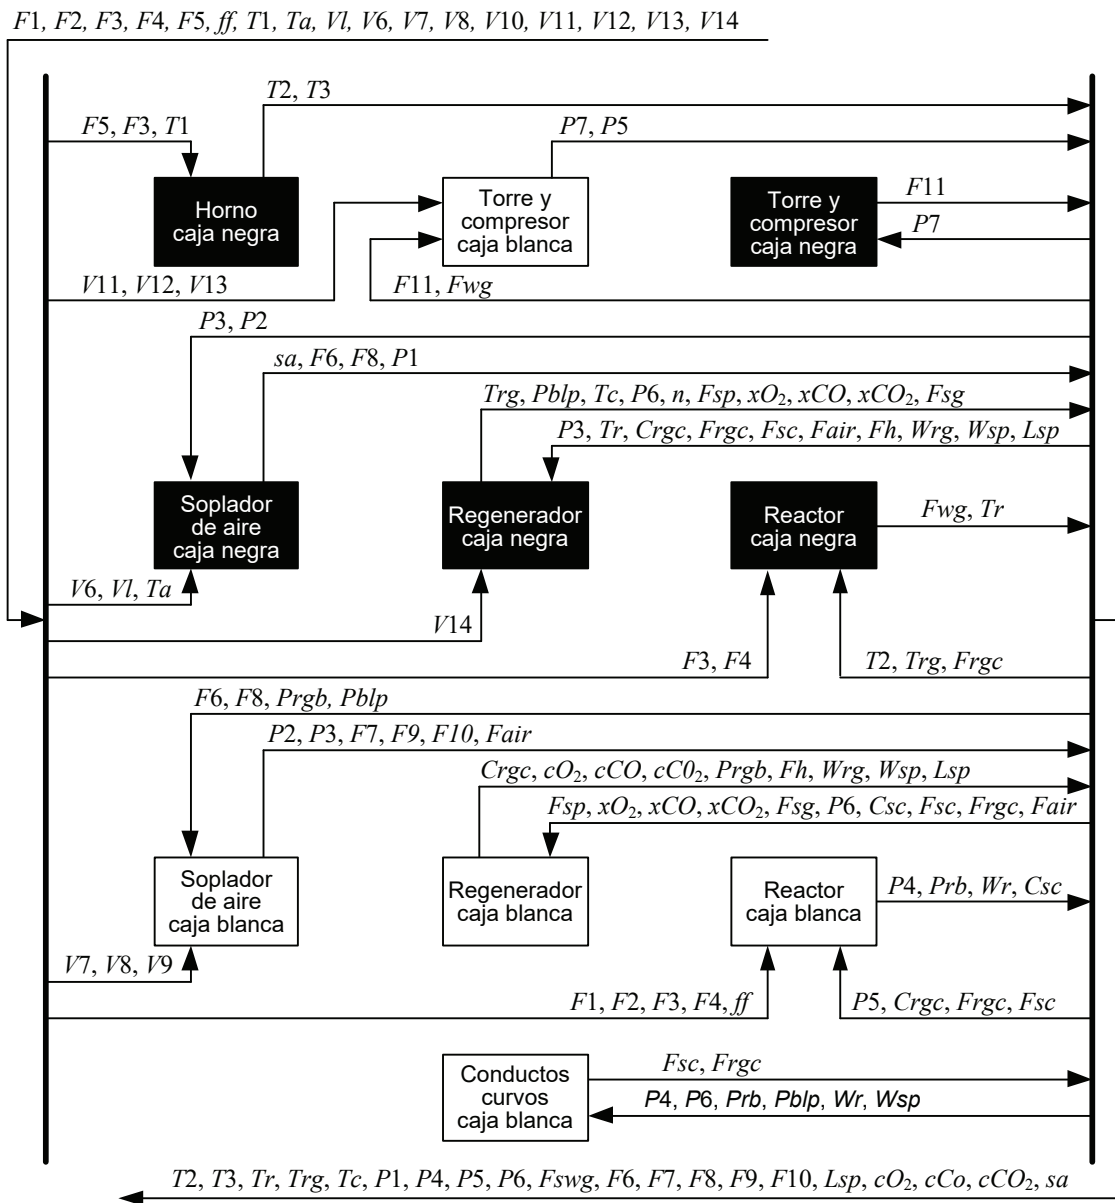 F1, F2, F3, F4, F5, ff, T1, Ta, Vl, V6, V7, V8, V10, V11, V12, V13, V14
T2, T3
F5, F3, T1
P7, P5
Horno
caja negra
Torre y
compresor
caja blanca
Torre y
compresor
caja negra
F11
P7
V11, V12, V13
F11, Fwg
P3, P2
sa, F6, F8, P1
Trg, Pblp, Tc, P6, n, Fsp, xO₂, xCO, xCO₂, Fsg
P3, Tr, Crgc, Frgc, Fsc, Fair, Fh, Wrg, Wsp, Lsp
Soplador
de aire
caja negra
Regenerador
caja negra
Reactor
caja negra
Fwg, Tr
V6, Vl, Ta
V14
F3, F4
T2, Trg, Frgc
F6, F8, Prgb, Pblp
P2, P3, F7, F9, F10, Fair
Crgc, cO₂, cCO, cC0₂, Prgb, Fh, Wrg, Wsp, Lsp
Fsp, xO₂, xCO, xCO₂, Fsg, P6, Csc, Fsc, Frgc, Fair
Soplador
de aire
caja blanca
Regenerador
caja blanca
Reactor
caja blanca
P4, Prb, Wr, Csc
V7, V8, V9
F1, F2, F3, F4, ff
P5, Crgc, Frgc, Fsc
Conductos
curvos
caja blanca
Fsc, Frgc
P4, P6, Prb, Pblp, Wr, Wsp
T2, T3, Tr, Trg, Tc, P1, P4, P5, P6, Fswg, F6, F7, F8, F9, F10, Lsp, cO₂, cCo, cCO₂, sa